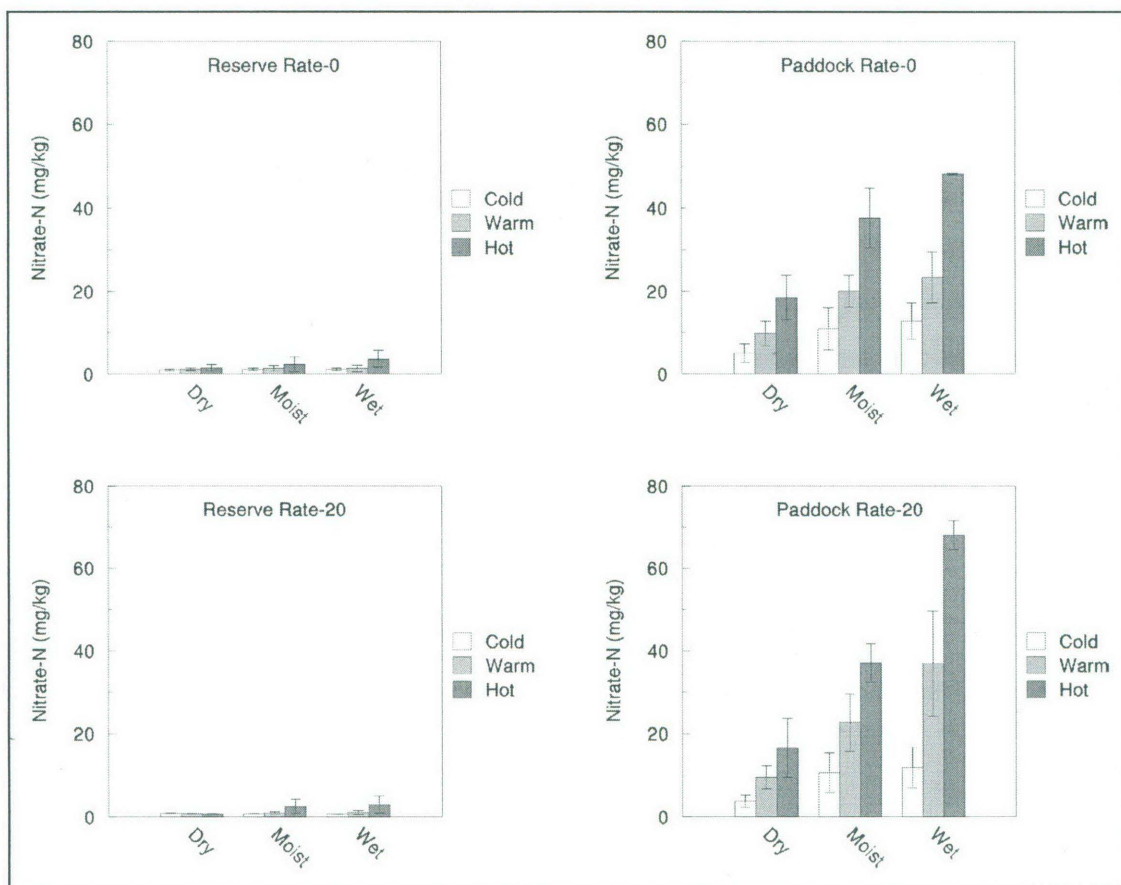 Reserve Rate-0
Nitrate-N (mg/kg)
80
60
40
20
0
Dry
Moist
Wet
Cold
Warm
Hot
Paddock Rate-0
Nitrate-N (mg/kg)
80
60
40
20
0
Dry
Moist
Wet
Cold
Warm
Hot
Reserve Rate-20
Nitrate-N (mg/kg)
80
60
40
20
0
Dry
Moist
Wet
Cold
Warm
Hot
Paddock Rate-20
Nitrate-N (mg/kg)
80
60
40
20
0
Dry
Moist
Wet
Cold
Warm
Hot